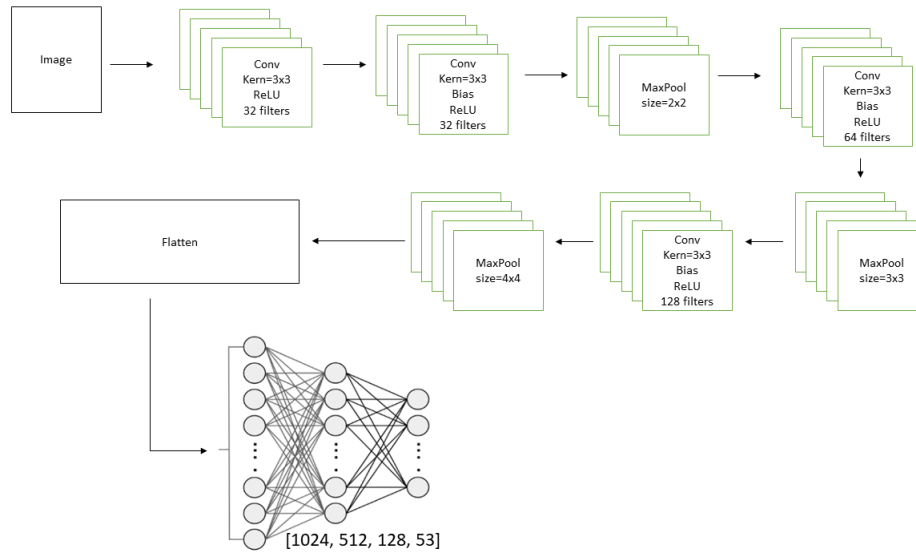 Image
Conv
Kern=3x3
ReLU
32 filters
Conv
Kern=3x3
Bias
ReLU
32 filters
MaxPool
size=2x2
Conv
Kern=3x3
Bias
ReLU
64 filters
MaxPool
size=3x3
Conv
Kern=3x3
Bias
ReLU
128 filters
MaxPool
size=4x4
Flatten
[1024, 512, 128, 53]